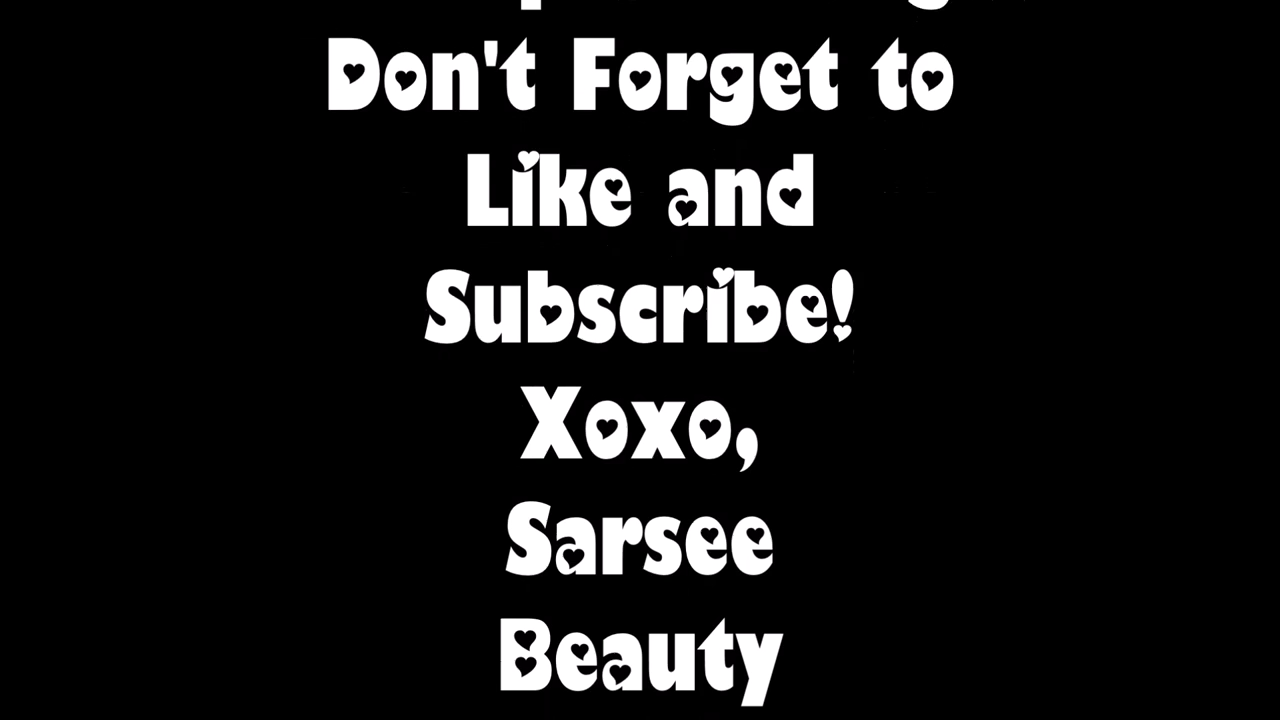 Don't Forget to
Like and
Subscribe!
Xoxo,
Sarsee
Beauty